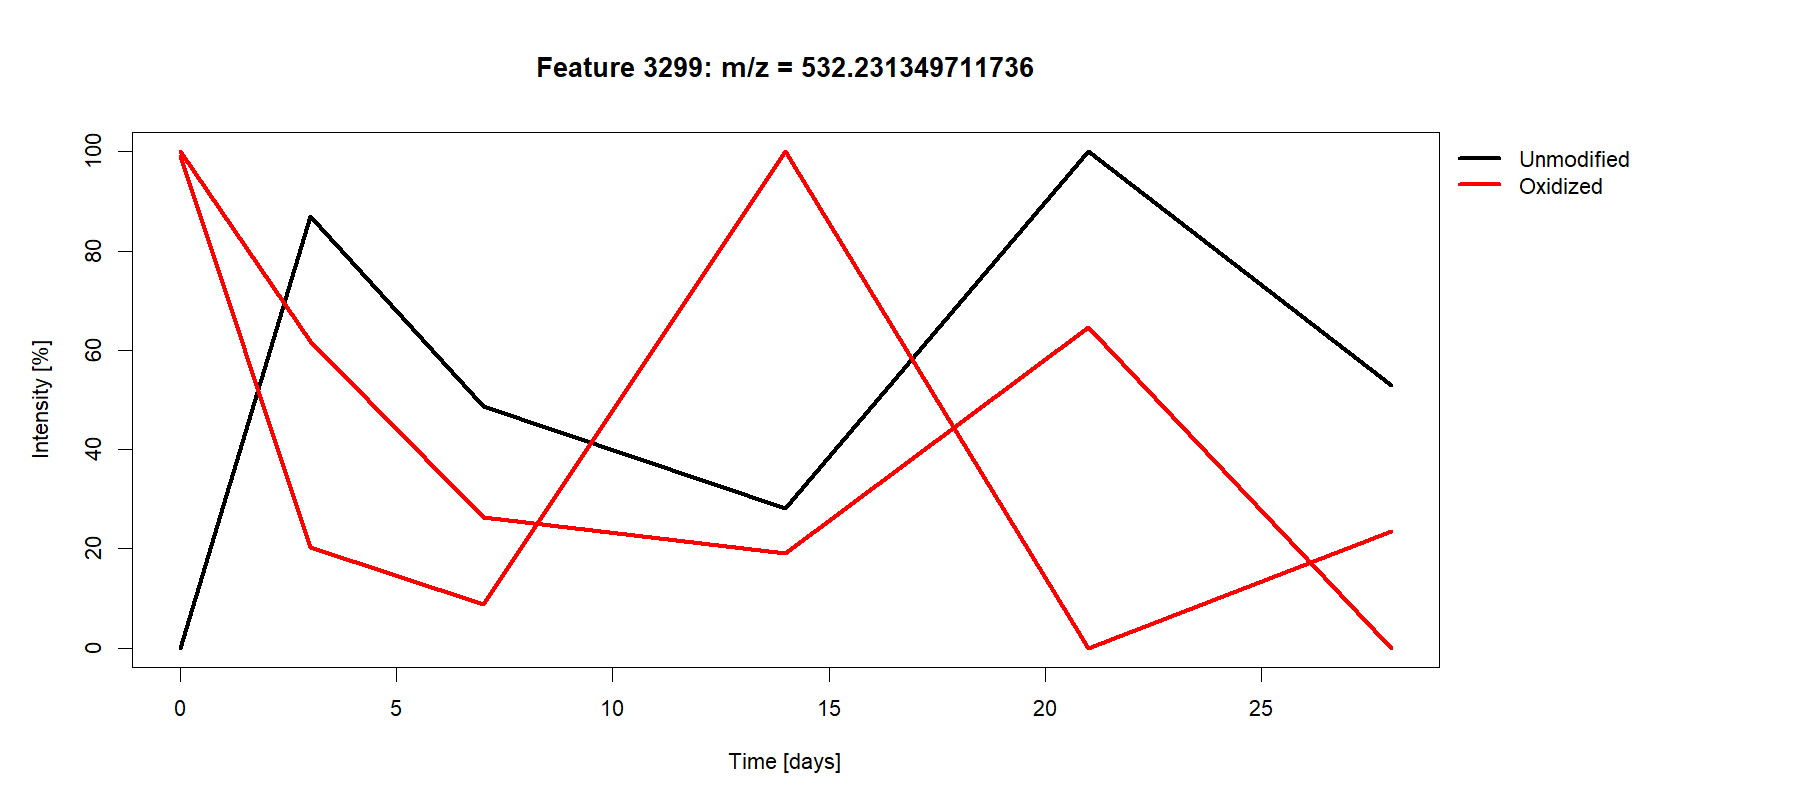 Feature 3299: m/z = 532.231349711736
Unmodified
Oxidized
100
80
60
40
20
0
Intensity [%]
0 5 10 15 20 25
Time [days]